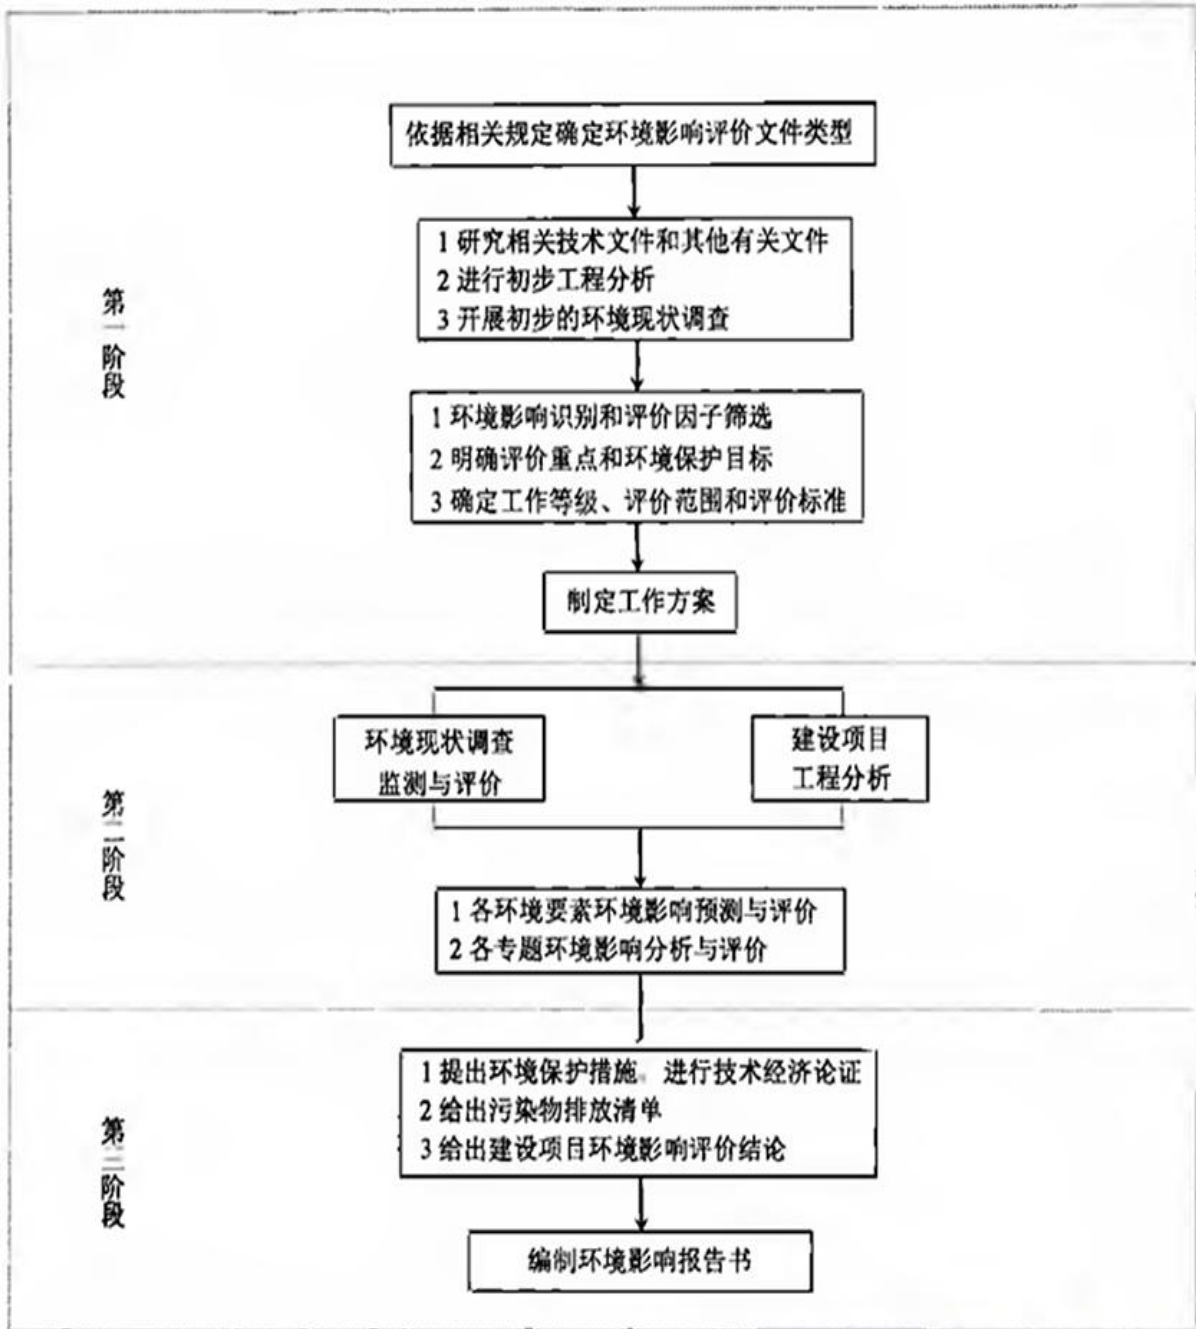 依据相关规定确定环境影响评价文件类型
1 研究相关技术文件和其他有关文件
2 进行初步工程分析
3 开展初步的环境现状调查
第一阶段
1 环境影响识别和评价因子筛选
2 明确评价重点和环境保护目标
3 确定工作等级、评价范围和评价标准
制定工作方案
环境现状调查
监测与评价
建设项目
工程分析
第二阶段
1 各环境要素环境影响预测与评价
2 各专题环境影响分析与评价
1 提出环境保护措施，进行技术经济论证
2 给出污染物排放清单
3 给出建设项目环境影响评价结论
第三阶段
编制环境影响报告书